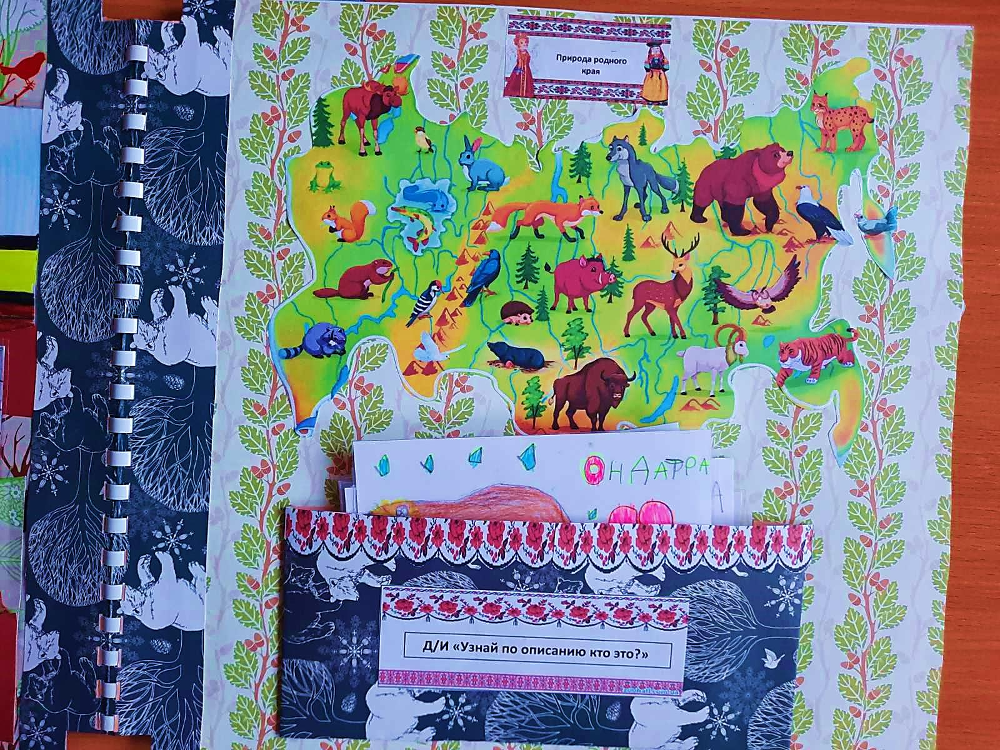 Природа родного
края
ОНДАТРА
А
Д/И «Узнай по описанию кто это?»